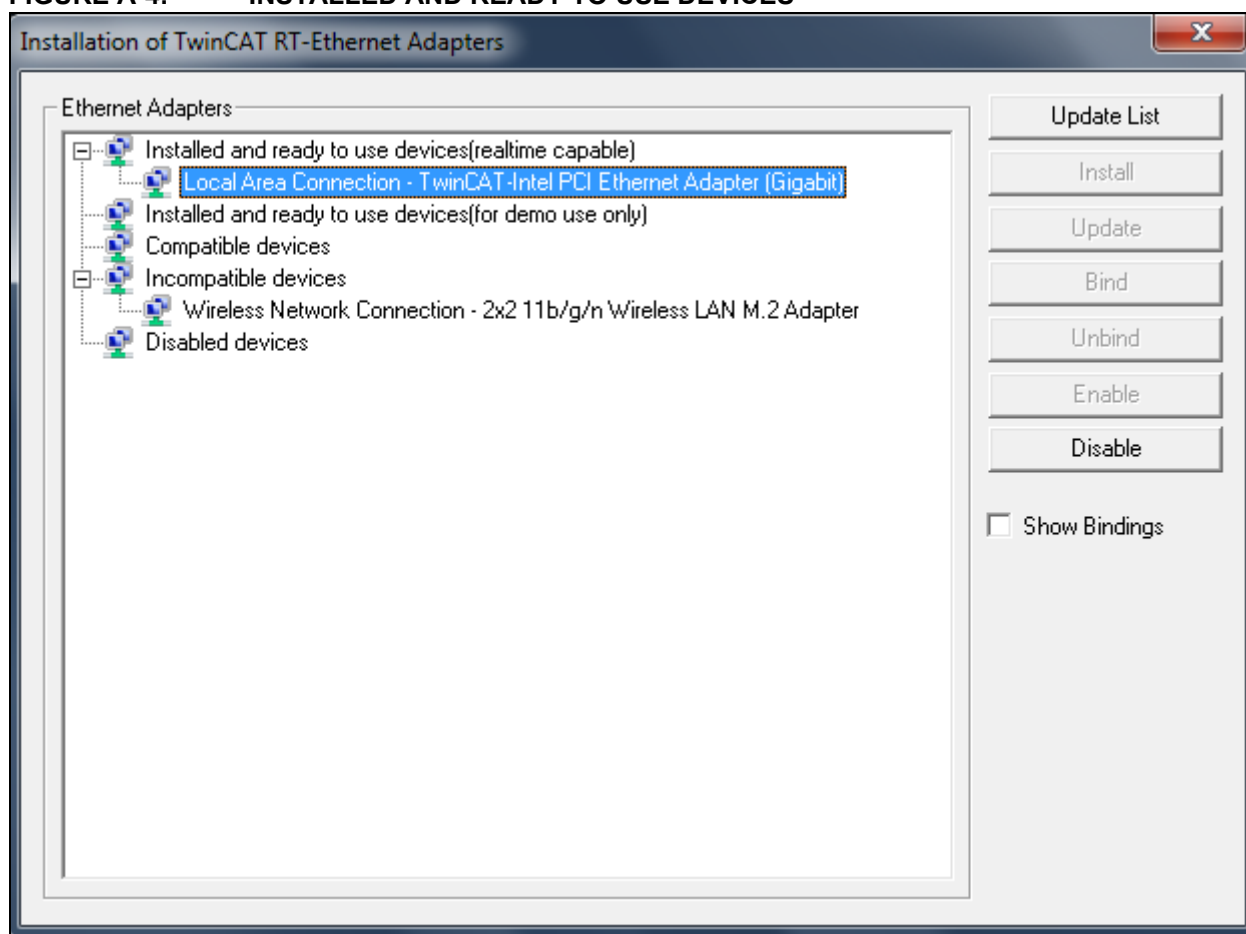 FIGURE A-4: INSTALLED AND READY TO USE DEVICES
Installation of TwinCAT RT-Ethernet Adapters
Ethernet Adapters
Installed and ready to use devices(realtime capable)
Local Area Connection - TwinCAT-Intel PCI Ethernet Adapter (Gigabit)
Installed and ready to use devices(for demo use only)
Compatible devices
Incompatible devices
Wireless Network Connection - 2x2 11b/g/n Wireless LAN M.2 Adapter
Disabled devices
Update List
Install
Update
Bind
Unbind
Enable
Disable
Show Bindings